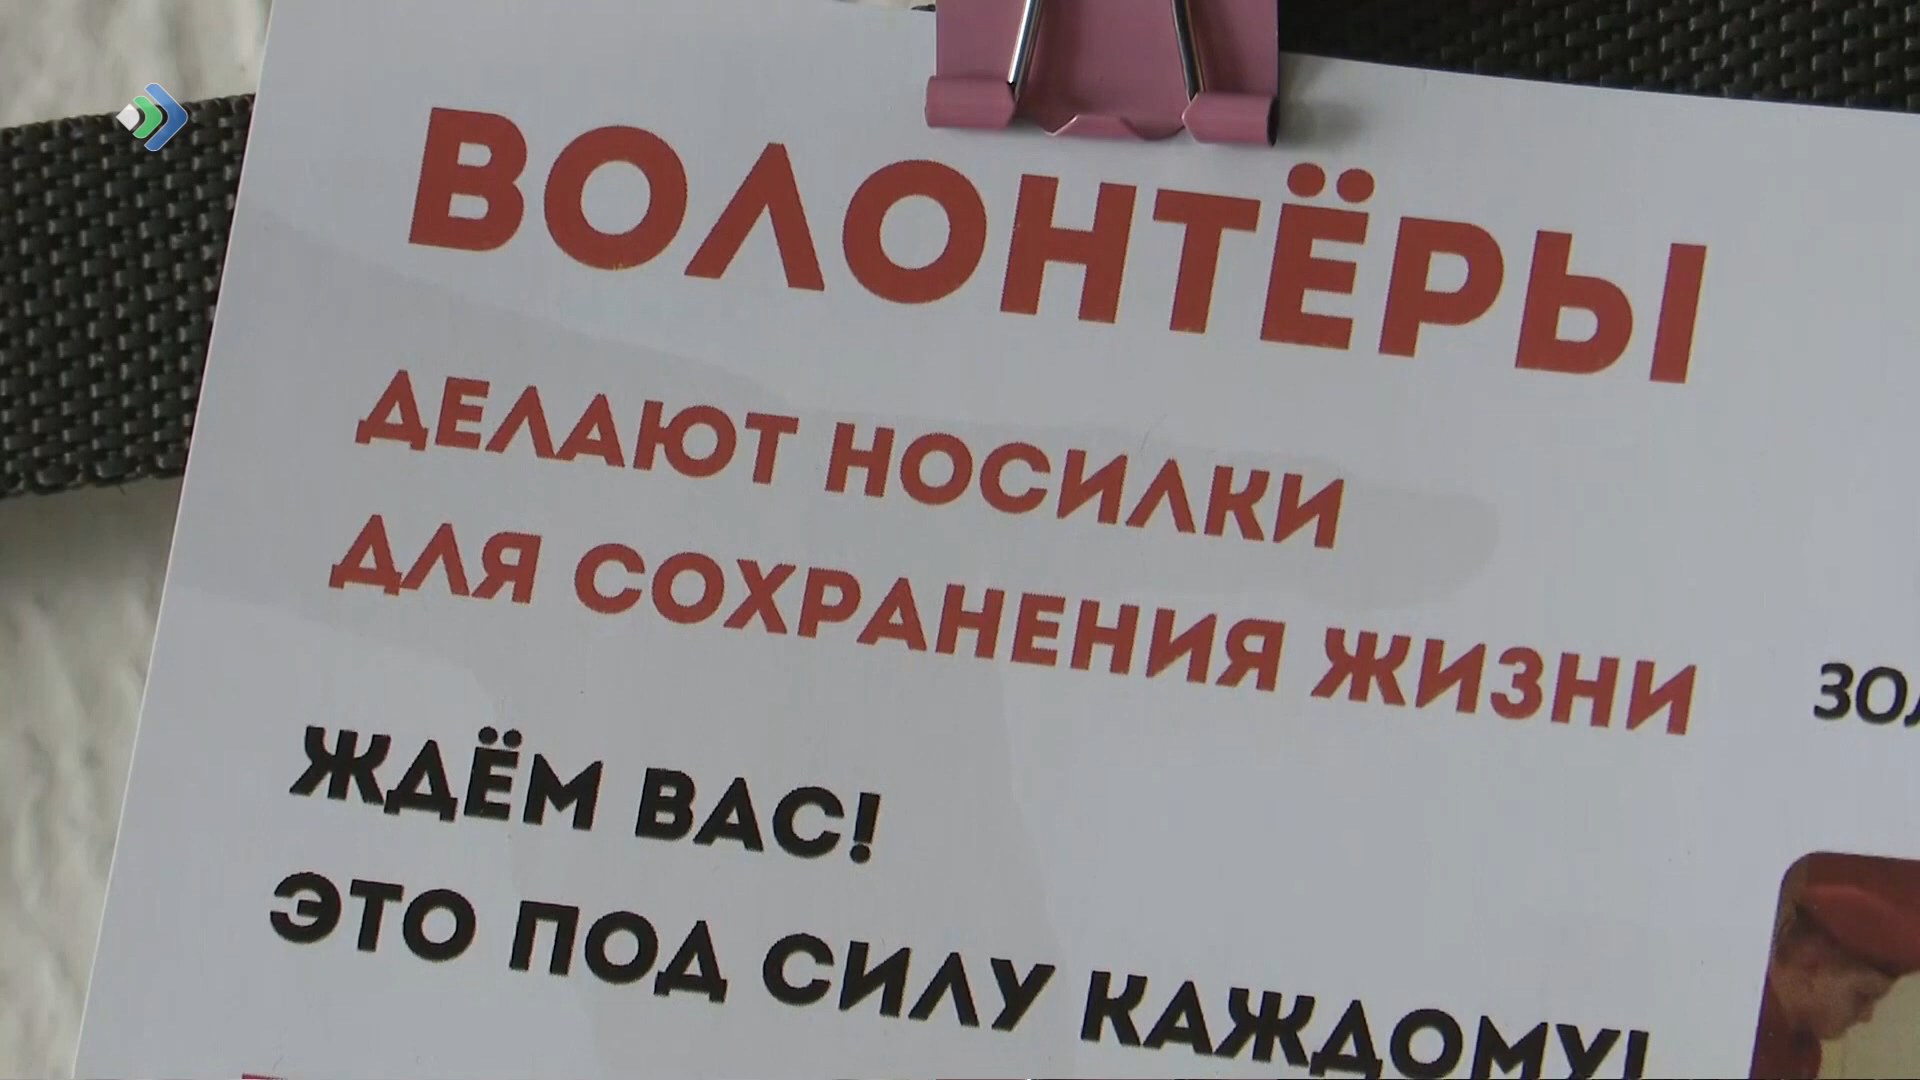 ВОЛОНТЁРЫ
ДЕЛАЮТ НОСИЛКИ
ДЛЯ СОХРАНЕНИЯ ЖИЗНИ
ЖДЁМ ВАС!
ЭТО ПОД СИЛУ КАЖДОМУ!